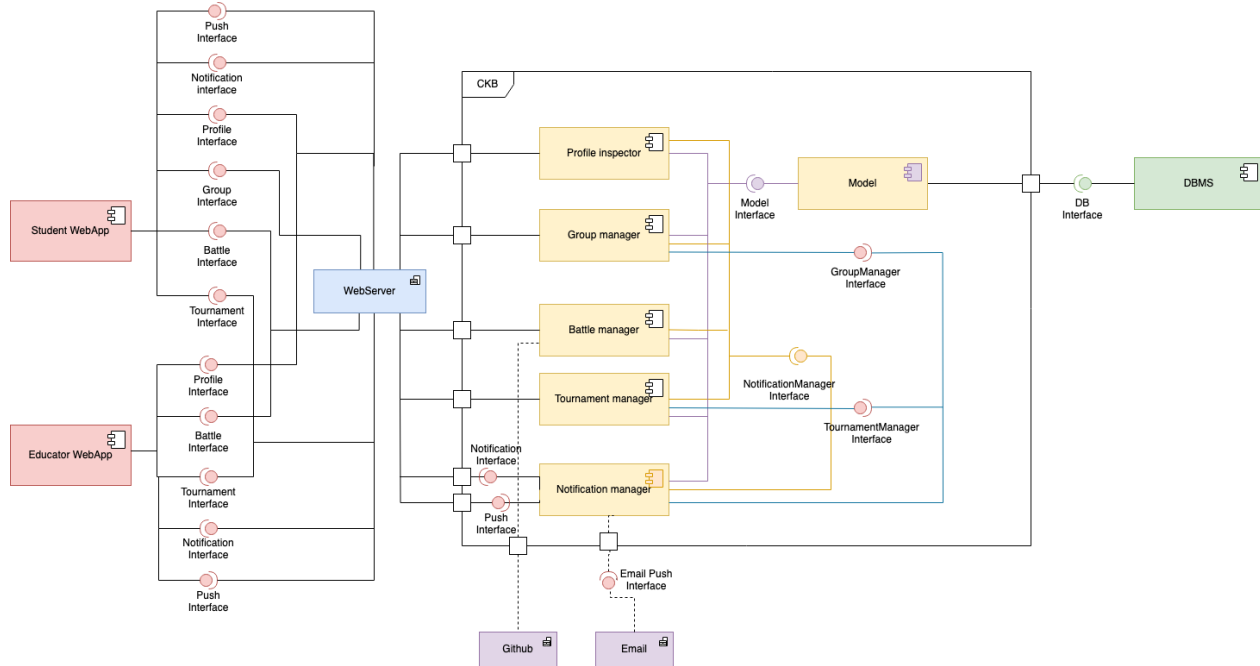 Push
Interface
Notification
interface
Profile
Interface
Group
Interface
Student WebApp
Battle
Interface
Tournament
Interface
WebServer
Profile
Interface
Battle
Interface
Educator WebApp
Tournament
Interface
Notification
Interface
Push
Interface
CKB
Profile inspector
Model
Interface
Model
DB
Interface
DBMS
Group manager
GroupManager
Interface
Battle manager
NotificationManager
Interface
Tournament manager
TournamentManager
Interface
Notification
Interface
Notification manager
Push
Interface
Email Push
Interface
Github
Email